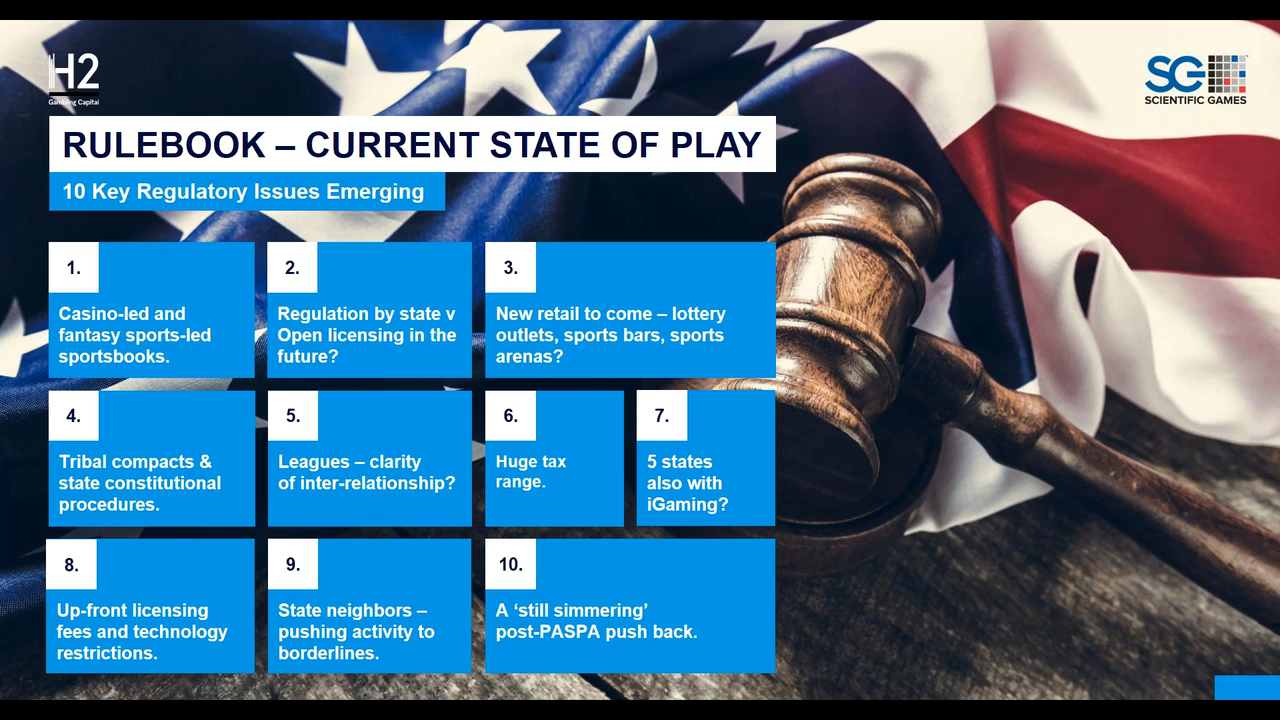 H2
Gambling Capital
SG
SCIENTIFIC GAMES
RULEBOOK – CURRENT STATE OF PLAY
10 Key Regulatory Issues Emerging
1.
Casino-led and
fantasy sports-led
sportsbooks.
2.
Regulation by state v
Open licensing in the
future?
3.
New retail to come – lottery
outlets, sports bars, sports
arenas?
4.
Tribal compacts &
state constitutional
procedures.
5.
Leagues – clarity
of inter-relationship?
6.
Huge tax
range.
7.
5 states
also with
iGaming?
8.
Up-front licensing
fees and technology
restrictions.
9.
State neighbors –
pushing activity to
borderlines.
10.
A ‘still simmering’
post-PASPA push back.